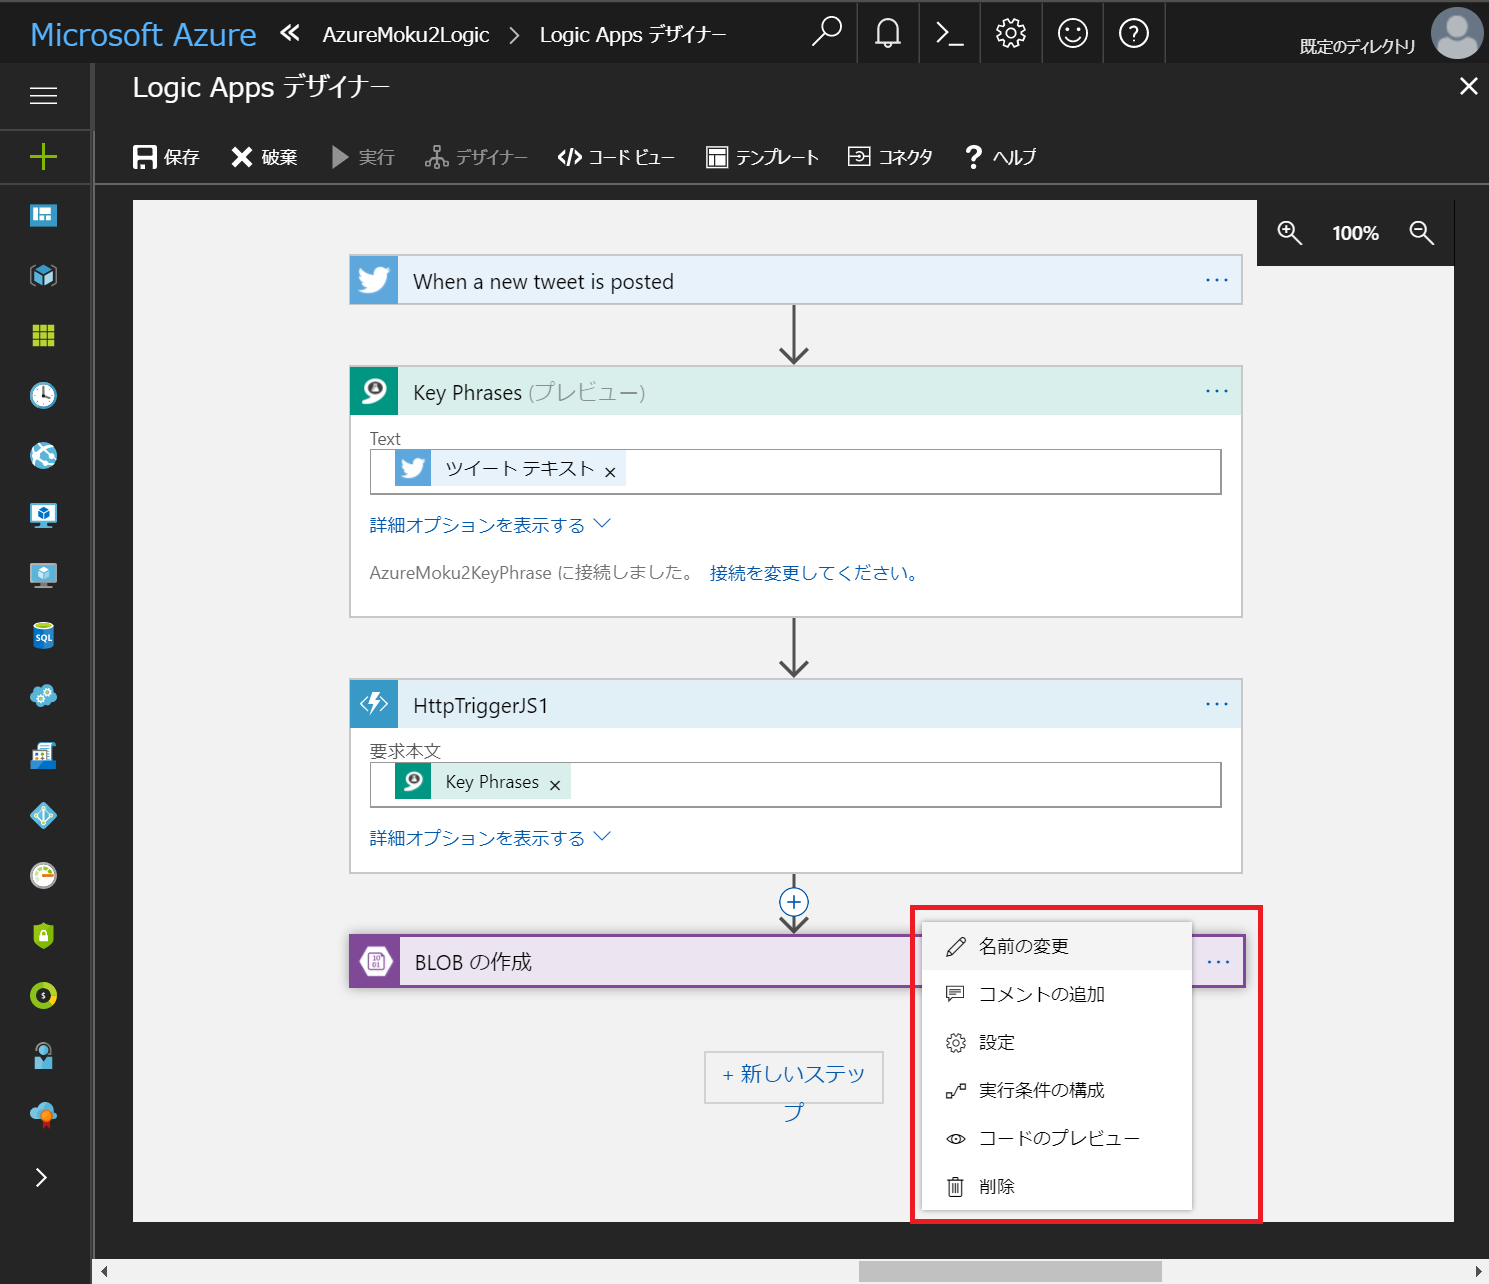 Microsoft Azure « AzureMoku2Logic > Logic Apps デザイナー
既定のディレクトリ
Logic Apps デザイナー
保存 破棄 実行 デザイナー コード ビュー テンプレート コネクタ ヘルプ
100%
When a new tweet is posted
Key Phrases (プレビュー)
Text
ツイート テキスト ×
詳細オプションを表示する
AzureMoku2KeyPhrase に接続しました。 接続を変更してください。
HttpTriggerJS1
要求本文
Key Phrases ×
詳細オプションを表示する
BLOB の作成
名前の変更
コメントの追加
設定
実行条件の構成
コードのプレビュー
削除
+ 新しいステッ
プ
SQL